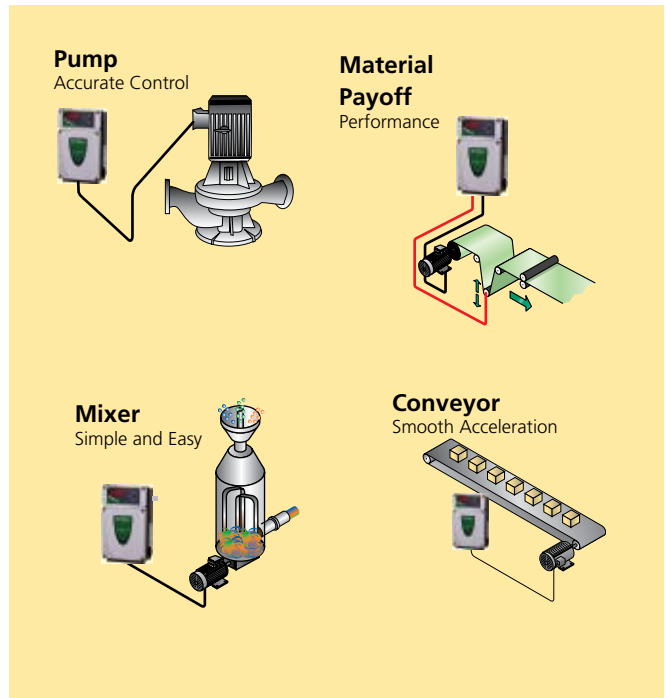 Pump
Accurate Control
Material
Payoff
Performance
Mixer
Simple and Easy
Conveyor
Smooth Acceleration